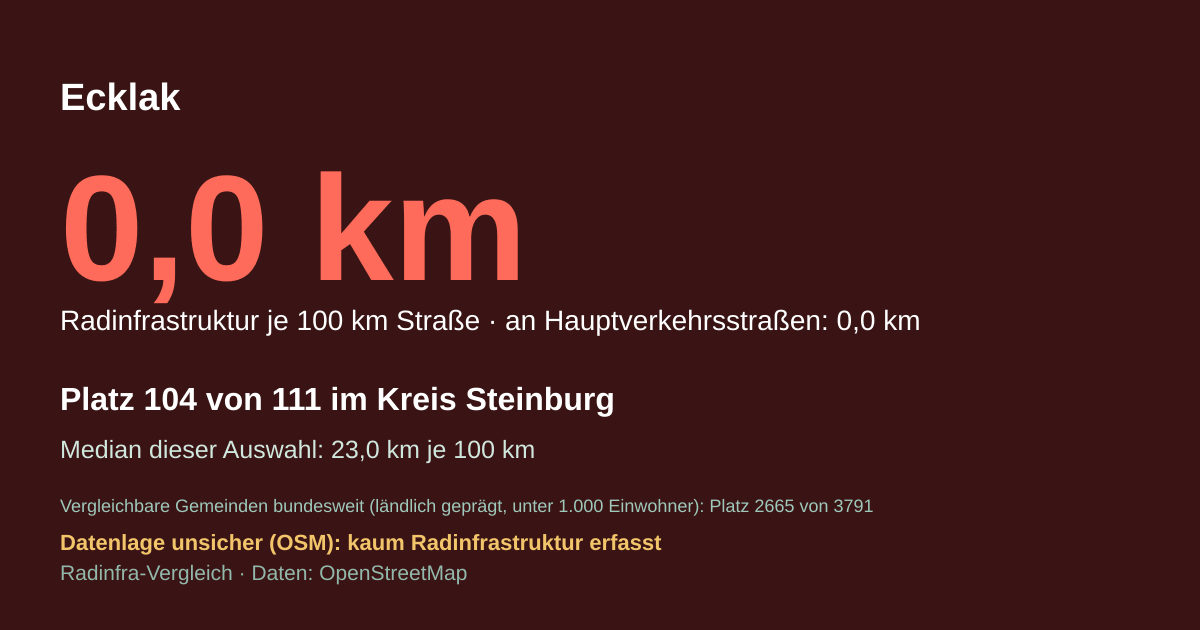 Ecklak
0,0 km
Radinfrastruktur je 100 km Straße · an Hauptverkehrsstraßen: 0,0 km
Platz 104 von 111 im Kreis Steinburg
Median dieser Auswahl: 23,0 km je 100 km
Vergleichbare Gemeinden bundesweit (ländlich geprägt, unter 1.000 Einwohner): Platz 2665 von 3791
Datenlage unsicher (OSM): kaum Radinfrastruktur erfasst
Radinfra-Vergleich · Daten: OpenStreetMap